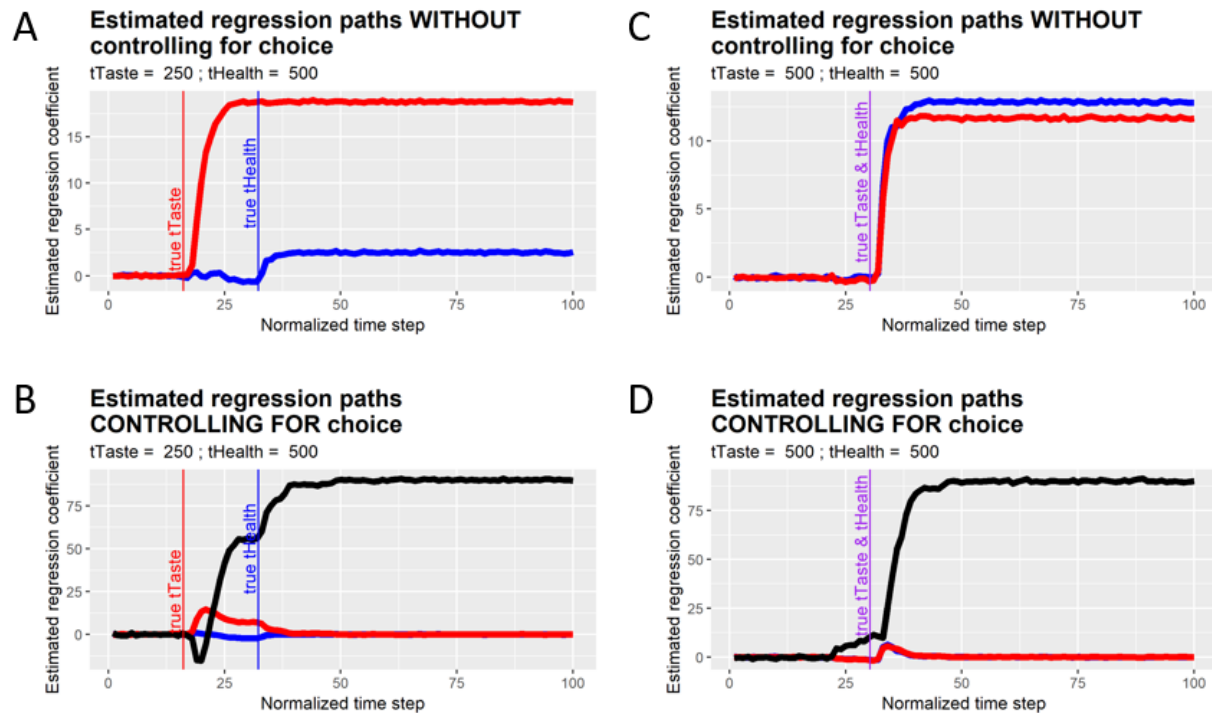 A
Estimated regression paths WITHOUT
controlling for choice
tTaste = 250 ; tHealth = 500
Estimated regression coefficient
15
10
5
0
true tTaste
true tHealth
0
25
50
75
100
Normalized time step
B
Estimated regression paths
CONTROLLING FOR choice
tTaste = 250 ; tHealth = 500
Estimated regression coefficient
75
50
25
0
true tTaste
true tHealth
0
25
50
75
100
Normalized time step
C
Estimated regression paths WITHOUT
controlling for choice
tTaste = 500 ; tHealth = 500
Estimated regression coefficient
10
5
0
true tTaste & tHealth
0
25
50
75
100
Normalized time step
D
Estimated regression paths
CONTROLLING FOR choice
tTaste = 500 ; tHealth = 500
Estimated regression coefficient
75
50
25
0
true tTaste & tHealth
0
25
50
75
100
Normalized time step